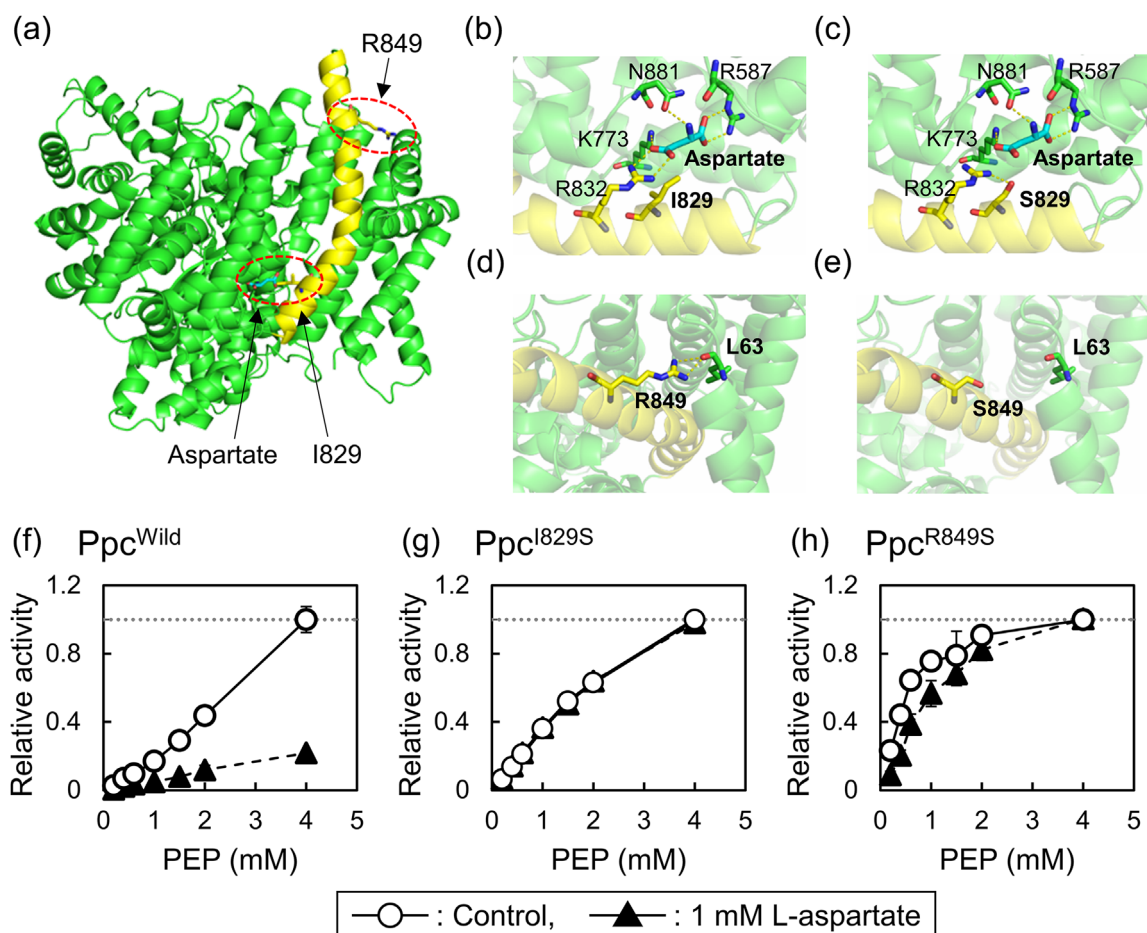 (a)
R849
Aspartate
I829
(b)
N881
R587
K773
Aspartate
R832
I829
(c)
N881
R587
K773
Aspartate
R832
S829
(d)
L63
R849
(e)
L63
S849
(f)
Ppc^Wild
Relative activity
1.2
0.8
0.4
0
0 1 2 3 4 5
PEP (mM)
(g)
Ppc^I829S
Relative activity
1.2
0.8
0.4
0
0 1 2 3 4 5
PEP (mM)
(h)
Ppc^R849S
Relative activity
1.2
0.8
0.4
0
0 1 2 3 4 5
PEP (mM)
: Control, : 1 mM L-aspartate